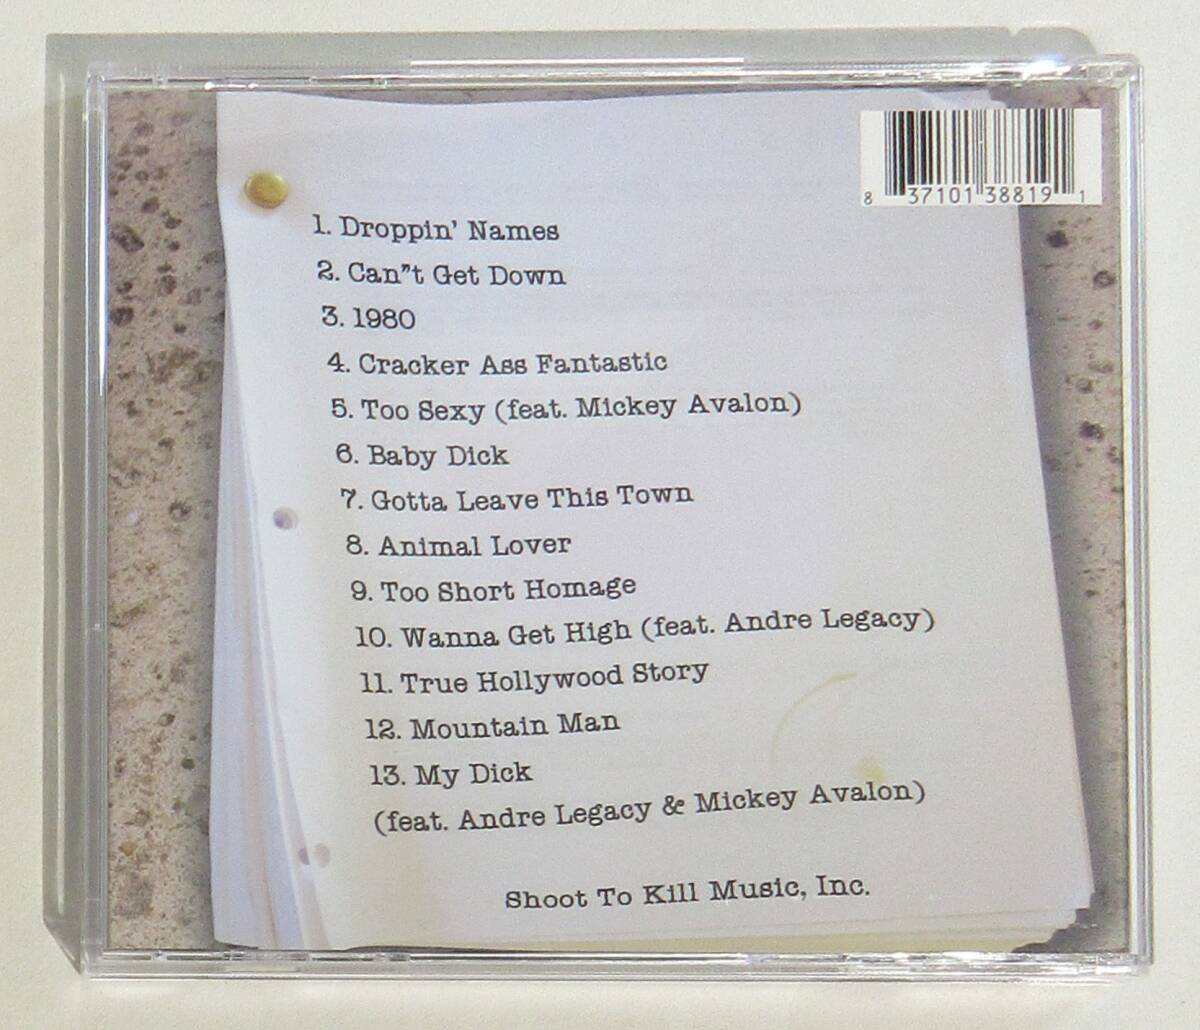 8 37101 38819 1
1. Droppin' Names
2. Can"t Get Down
3. 1980
4. Cracker Ass Fantastic
5. Too Sexy (feat. Mickey Avalon)
6. Baby Dick
7. Gotta Leave This Town
8. Animal Lover
9. Too Short Homage
10. Wanna Get High (feat. Andre Legacy)
11. True Hollywood Story
12. Mountain Man
13. My Dick
(feat. Andre Legacy & Mickey Avalon)
Shoot To Kill Music, Inc.